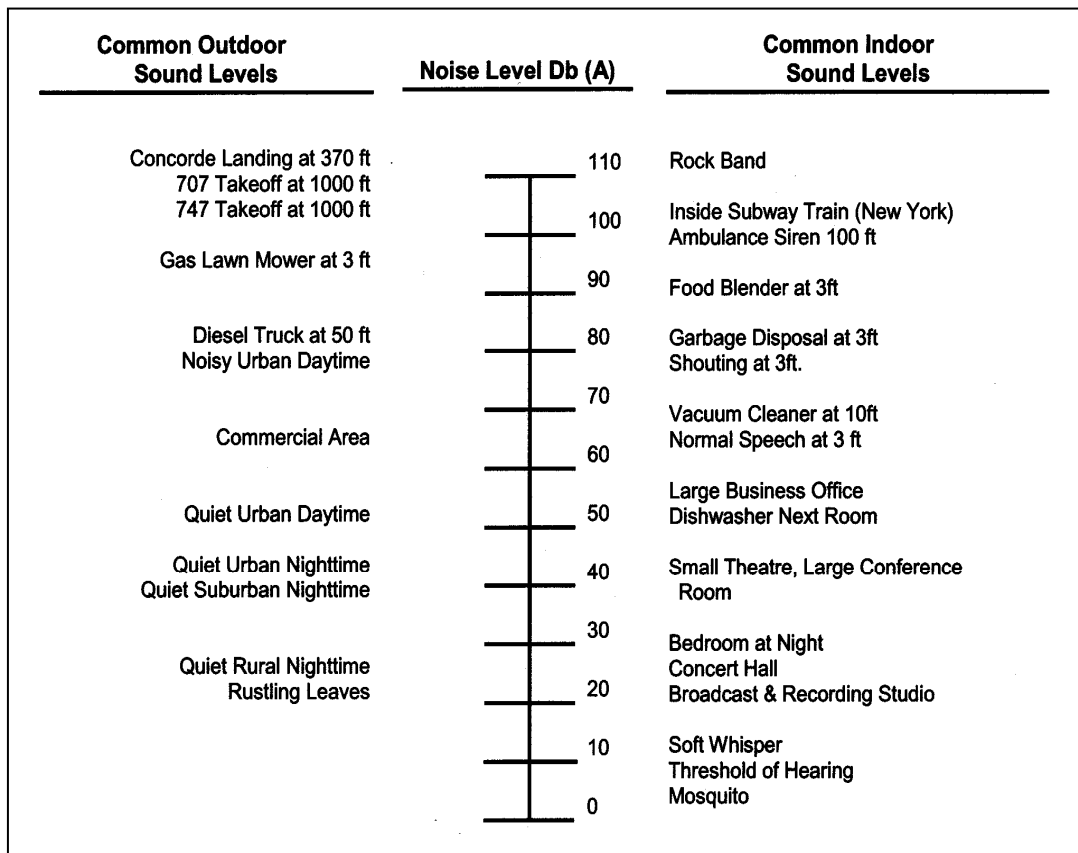 Common Outdoor
Sound Levels
Noise Level Db (A)
Common Indoor
Sound Levels
Concorde Landing at 370 ft
707 Takeoff at 1000 ft
747 Takeoff at 1000 ft
Gas Lawn Mower at 3 ft
Diesel Truck at 50 ft
Noisy Urban Daytime
Commercial Area
Quiet Urban Daytime
Quiet Urban Nighttime
Quiet Suburban Nighttime
Quiet Rural Nighttime
Rustling Leaves
110
100
90
80
70
60
50
40
30
20
10
0
Rock Band
Inside Subway Train (New York)
Ambulance Siren 100 ft
Food Blender at 3ft
Garbage Disposal at 3ft
Shouting at 3ft.
Vacuum Cleaner at 10ft
Normal Speech at 3 ft
Large Business Office
Dishwasher Next Room
Small Theatre, Large Conference
Room
Bedroom at Night
Concert Hall
Broadcast & Recording Studio
Soft Whisper
Threshold of Hearing
Mosquito